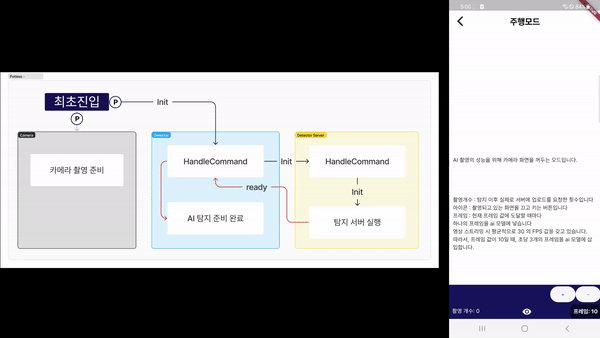 최초진입
P
Init
P
Camera
카메라 촬영 준비
Detector
HandleCommand
Init
ready
AI 탐지 준비 완료
Detector Server
HandleCommand
Init
탐지 서버 실행
5:00
주행모드
AI 촬영의 성능을 위해 카메라 화면을 꺼두는 모드입니다.
촬영개수 : 탐지 이후 실제로 서버에 업로드를 요청한 횟수입니다
아이콘 : 촬영되고 있는 화면을 끄고 키는 버튼입니다
프레임 : 현재 프레임 값에 도달할 때마다
하나의 프레임을 ai 모델에 넣습니다
영상 스트리밍 시 평균적으로 30 의 FPS 값을 갖고 있습니다.
따라서, 프레임 값이 10일 때, 초당 3개의 프레임을 ai 모델에 삽
입합니다.
+
-
촬영 개수: 0
프레임: 10